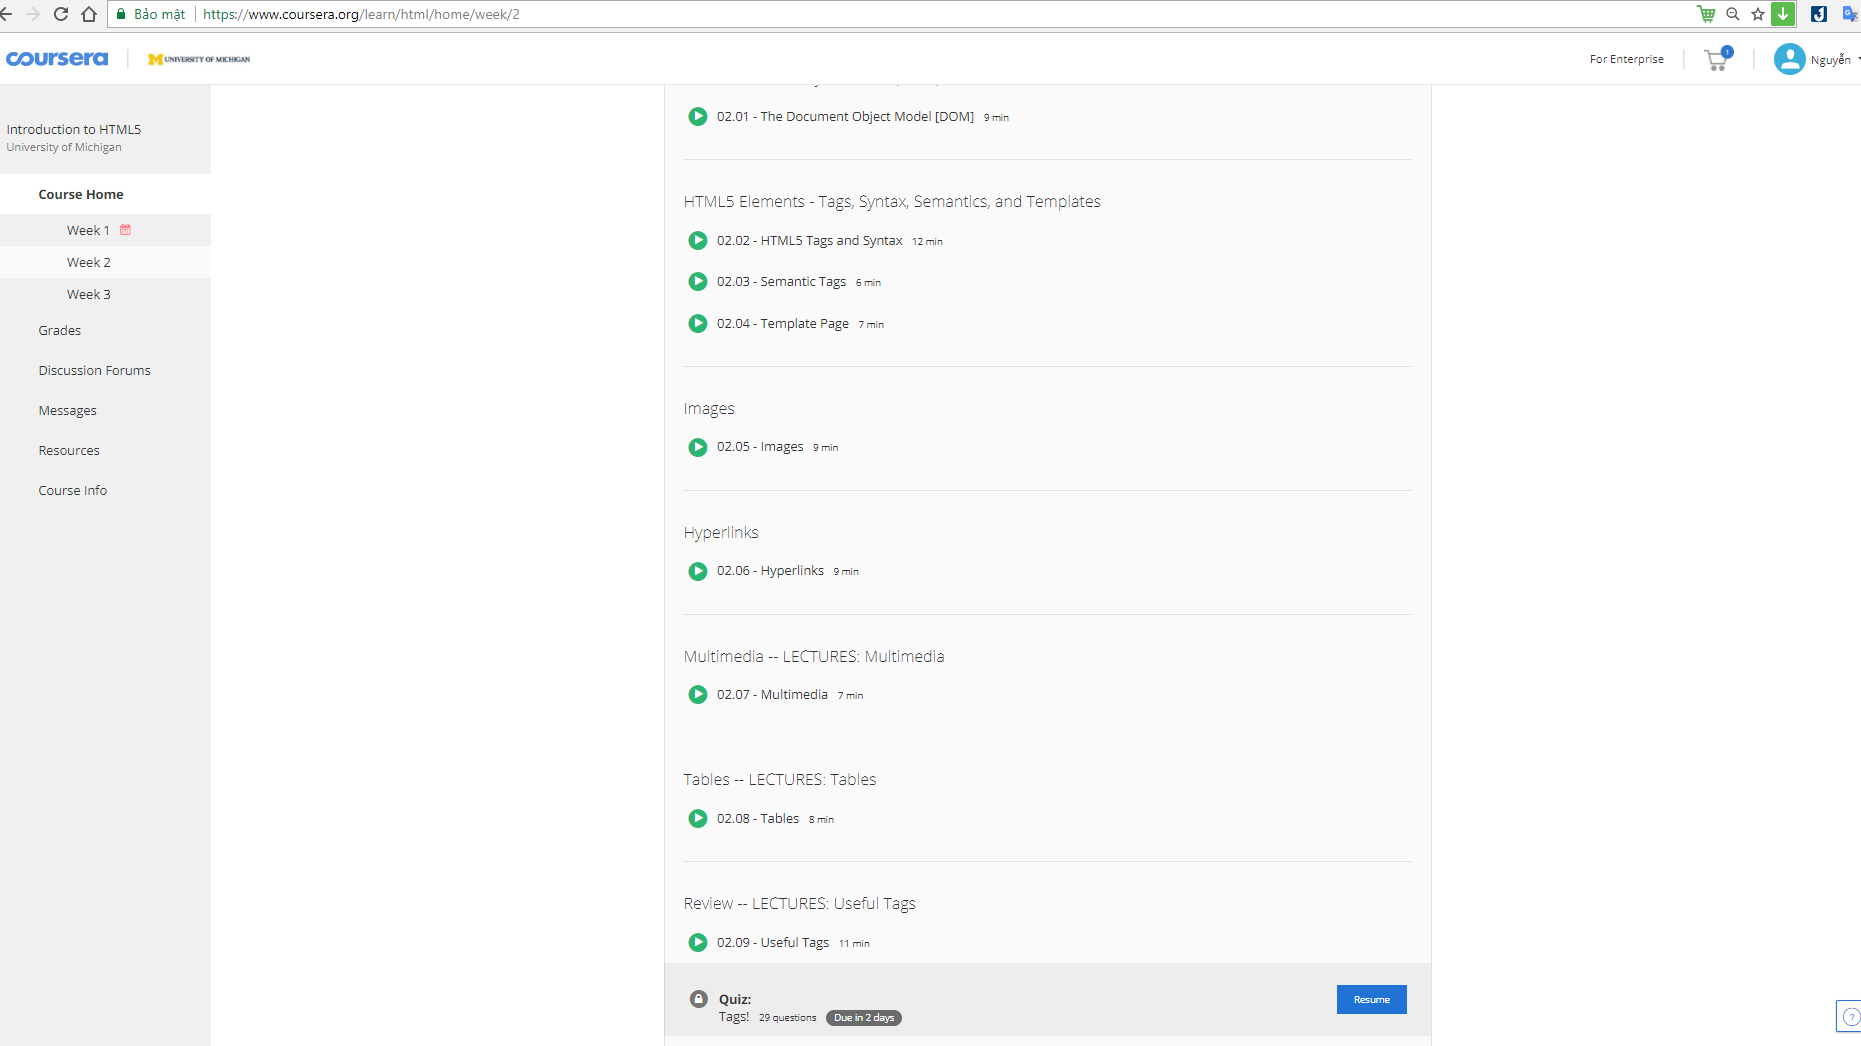 Bảo mật
https://www.coursera.org/learn/html/home/week/2
coursera
M UNIVERSITY OF MICHIGAN
For Enterprise
1
Nguyễn
Introduction to HTML5
University of Michigan
Course Home
Week 1
Week 2
Week 3
Grades
Discussion Forums
Messages
Resources
Course Info
02.01 - The Document Object Model [DOM] 9 min
HTML5 Elements - Tags, Syntax, Semantics, and Templates
02.02 - HTML5 Tags and Syntax 12 min
02.03 - Semantic Tags 6 min
02.04 - Template Page 7 min
Images
02.05 - Images 9 min
Hyperlinks
02.06 - Hyperlinks 9 min
Multimedia -- LECTURES: Multimedia
02.07 - Multimedia 7 min
Tables -- LECTURES: Tables
02.08 - Tables 8 min
Review -- LECTURES: Useful Tags
02.09 - Useful Tags 11 min
Quiz:
Tags! 29 questions Due in 2 days
Resume
?